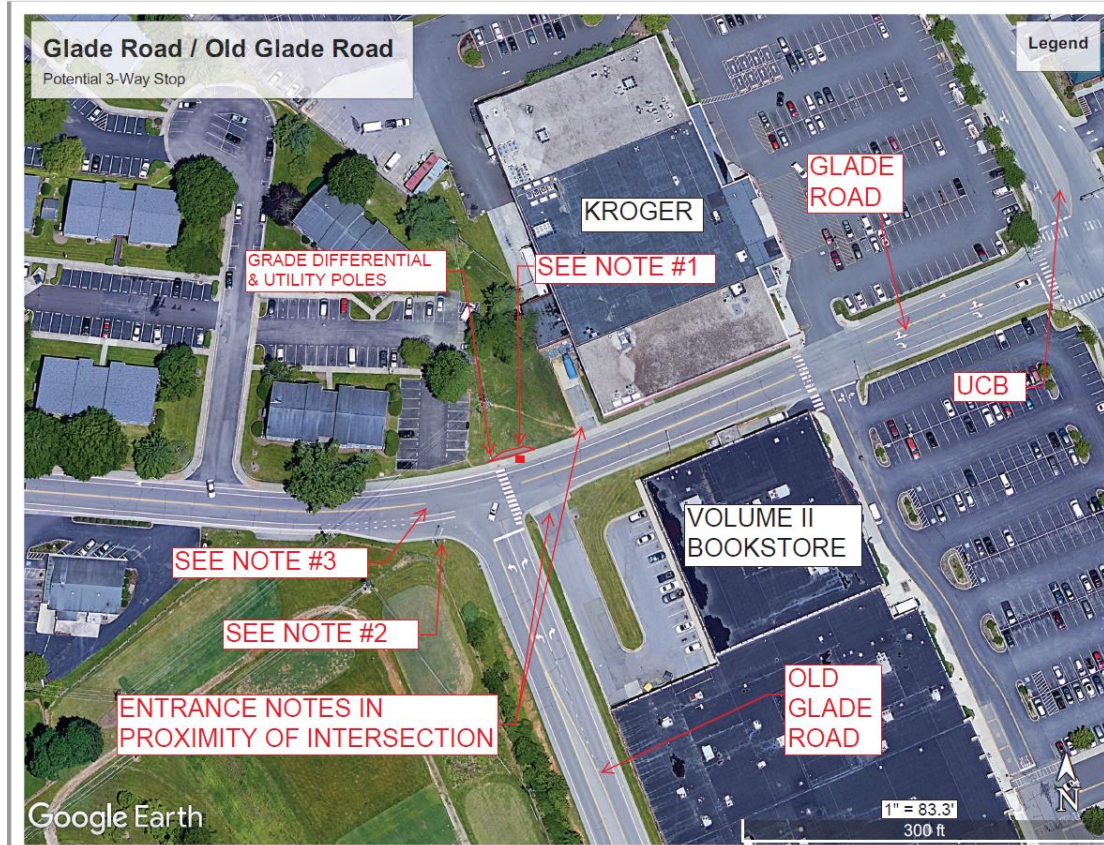 Glade Road / Old Glade Road
Potential 3-Way Stop
Legend
GLADE
ROAD
KROGER
GRADE DIFFERENTIAL
& UTILITY POLES
SEE NOTE #1
UCB
VOLUME II
BOOKSTORE
SEE NOTE #3
SEE NOTE #2
ENTRANCE NOTES IN
PROXIMITY OF INTERSECTION
OLD
GLADE
ROAD
N
1" = 83.3'
300 ft
Google Earth